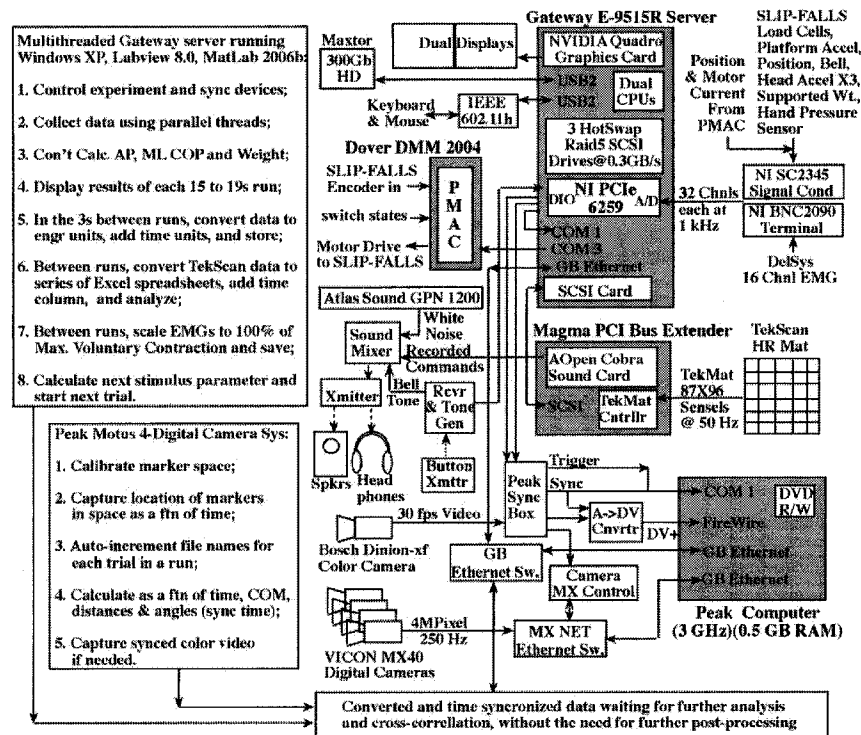 Multithreaded Gateway server running
Windows XP, Labview 8.0, MatLab 2006b:
1. Control experiment and sync devices;
2. Collect data using parallel threads;
3. Con't Calc. AP, ML COP and Weight;
4. Display results of each 15 to 19s run;
5. In the 3s between runs, convert data to
engr units, add time units, and store;
6. Between runs, convert TekScan data to
series of Excel spreadsheets, add time
column, and analyze;
7. Between runs, scale EMGs to 100% of
Max. Voluntary Contraction and save;
8. Calculate next stimulus parameter and
start next trial.
Peak Motus 4-Digital Camera Sys:
1. Calibrate marker space;
2. Capture location of markers
in space as a ftn of time;
3. Auto-increment file names for
each trial in a run;
4. Calculate as a ftn of time, COM,
distances & angles (sync time);
5. Capture synced color video
if needed.
Maxtor
300Gb
HD
Dual Displays
Keyboard
& Mouse
IEEE
602.11h
Gateway E-9515R Server
NVIDIA Quadro
Graphics Card
USB2
USB2
Dual
CPUs
3 HotSwap
Raid5 SCSI
Drives@0.3GB/s
NI PCIe
DIO A/D
6259
COM 1
COM 3
GB Ethernet
SCSI Card
Position
& Motor
Current
From
PMAC
SLIP-FALLS
Load Cells,
Platform Accel,
Position, Bell,
Head Accel X3,
Supported Wt.,
Hand Pressure
Sensor
NI SC2345
Signal Cond
NI BNC2090
Terminal
32 Chnls
each at
1 kHz
DelSys
16 Chnl EMG
Dover DMM 2004
SLIP-FALLS
Encoder in
switch states
Motor Drive
to SLIP-FALLS
PMAC
Atlas Sound GPN 1200
White
Noise
Sound
Mixer
Recorded
Commands
Bell
Tone
Xmitter
Rcvr
& Tone
Gen
Button
Xmttr
Spkrs
Head
phones
Magma PCI Bus Extender
AOpen Cobra
Sound Card
SCSI
TekMat
Cntrllr
TekScan
HR Mat
TekMat
87X96
Sensels
@ 50 Hz
Peak
Sync
Box
Trigger
Sync
A->DV
Cnvrtr
DV+
COM 1
DVD
R/W
FireWire
GB Ethernet
GB Ethernet
Peak Computer
(3 GHz)(0.5 GB RAM)
30 fps Video
Bosch Dinion-xf
Color Camera
GB
Ethernet Sw.
Camera
MX Control
4MPixel
250 Hz
VICON MX40
Digital Cameras
MX NET
Ethernet Sw.
Converted and time syncronized data waiting for further analysis
and cross-correllation, without the need for further post-processing